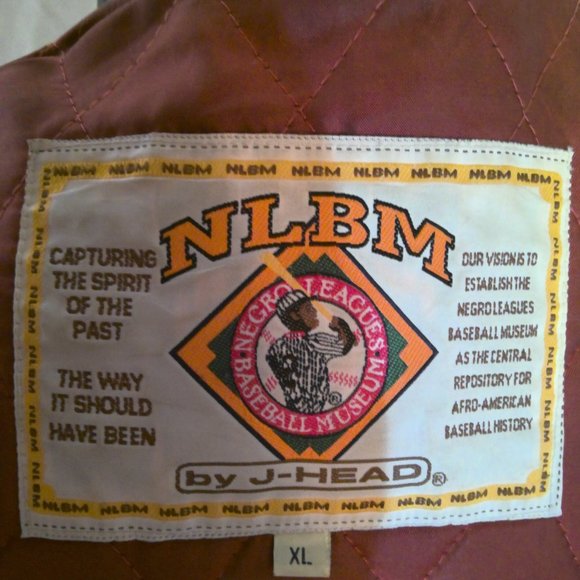 NLBM NLBM NLBM NLBM NLBM NLBM NLBM NLBM NLBM
NLBM
CAPTURING
THE SPIRIT
OF THE
PAST
THE WAY
IT SHOULD
HAVE BEEN
NEGRO LEAGUES
BASEBALL MUSEUM
®
OUR VISION IS TO
ESTABLISH THE
NEGRO LEAGUES
BASEBALL MUSEUM
AS THE CENTRAL
REPOSITORY FOR
AFRO-AMERICAN
BASEBALL HISTORY
by J-HEAD®
NLBM NLBM NLBM NLBM NLBM NLBM NLBM NLBM NLBM
XL